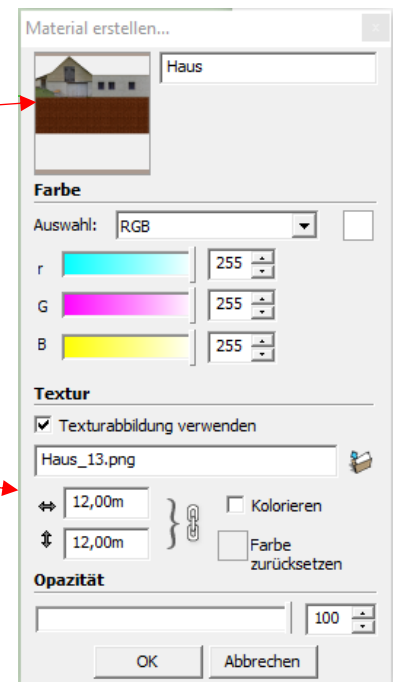 Material erstellen...
x
Haus
Farbe
Auswahl: RGB
r 255
G 255
B 255
Textur
Texturabbildung verwenden
Haus_13.png
12,00m Kolorieren
12,00m Farbe
zurücksetzen
Opazität
100
OK Abbrechen